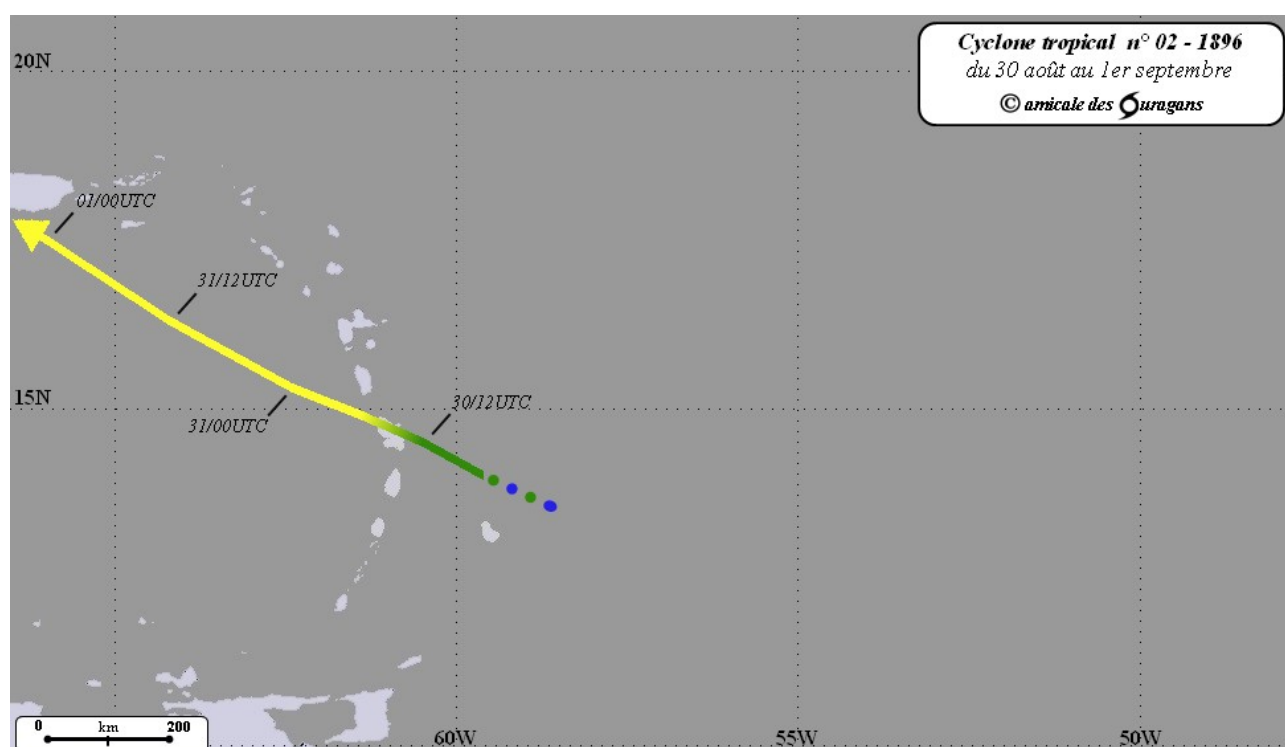 Cyclone tropical n° 02 - 1896
du 30 août au 1er septembre
© amicale des Ouragans
20N
01/00UTC
31/12UTC
15N
30/12UTC
31/00UTC
0 km 200
60W
55W
50W